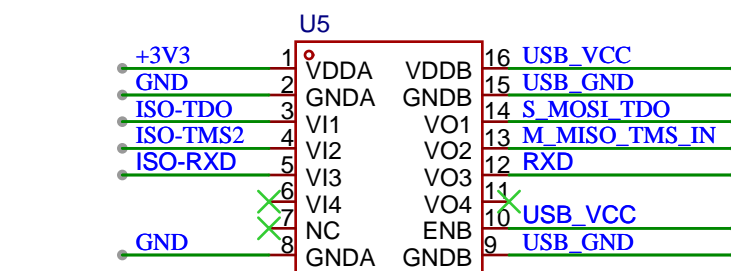 U5
+3V3 1 VDDA VDDB 16 USB_VCC
GND 2 GNDA GNDB 15 USB_GND
ISO-TDO 3 VI1 VO1 14 S_MOSI_TDO
ISO-TMS2 4 VI2 VO2 13 M_MISO_TMS_IN
ISO-RXD 5 VI3 VO3 12 RXD
6 VI4 VO4 11
7 NC ENB 10 USB_VCC
GND 8 GNDA GNDB 9 USB_GND